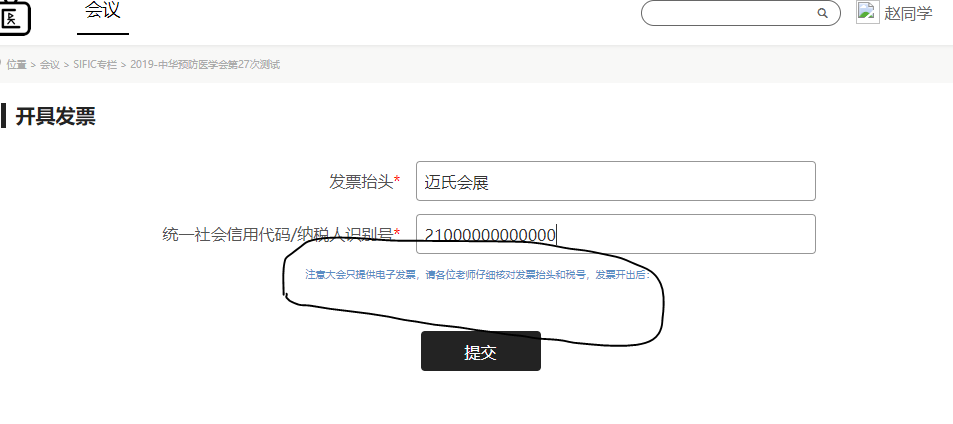 会议
赵同学
位置 > 会议 > SIFIC专栏 > 2019-中华预防医学会第27次测试
开具发票
发票抬头* 迈氏会展
统一社会信用代码/纳税人识别号* 21000000000000
注意大会只提供电子发票，请各位老师仔细核对发票抬头和税号，发票开出后：
提交